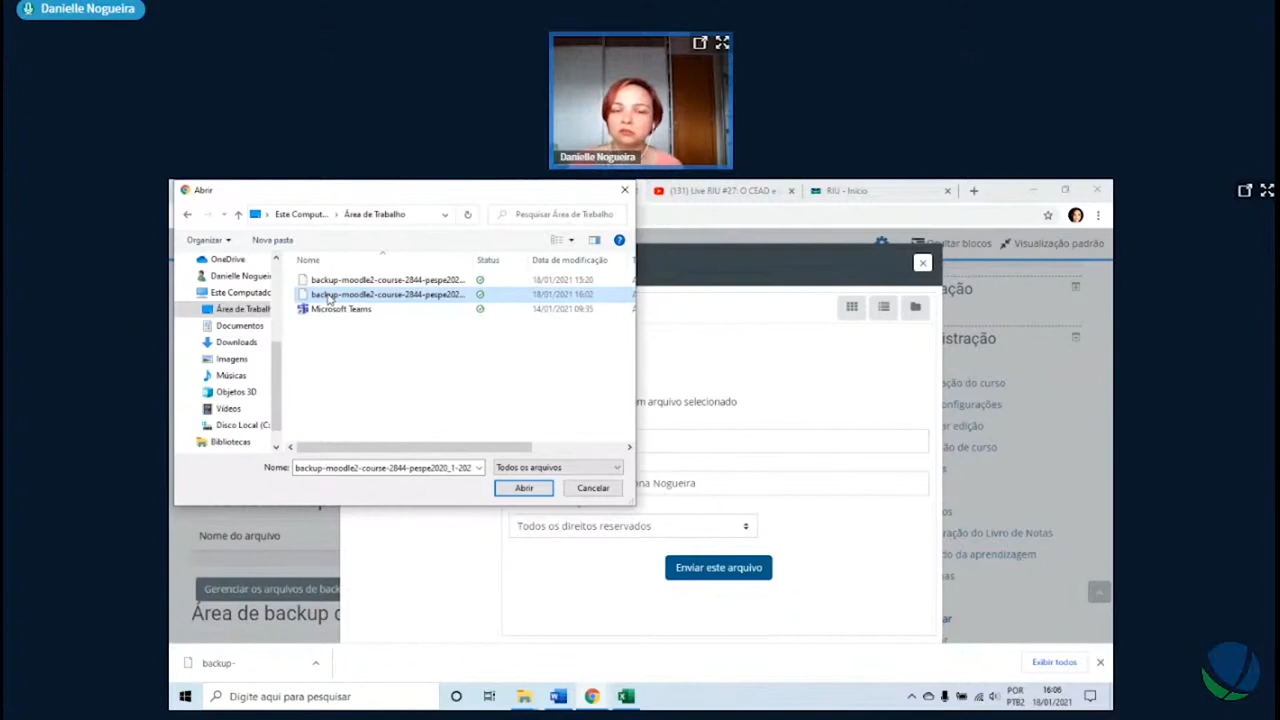 Danielle Nogueira
Danielle Nogueira
Abrir
(131) Live RIU #27: O CEAD e
RIU - Início
Este Comput...
Área de Trabalho
Pesquisar Área de Trabalho
Organizar
Nova pasta
Ocultar blocos
Visualização padrão
Nome
Status
Data de modificação
OneDrive
Danielle Noguei
Este Computado
Área de Trabalh
Documentos
Downloads
Imagens
Músicas
Objetos 3D
Vídeos
Disco Local (C:
Bibliotecas
backup-moodle2-course-2844-pespe202...
18/01/2021 15:20
backup-moodle2-course-2844-pespe202...
18/01/2021 16:02
Microsoft Teams
14/01/2021 09:35
Nome:
backup-moodle2-course-2844-pespe2020_1-202
Todos os arquivos
Abrir
Cancelar
m arquivo selecionado
na Nogueira
Todos os direitos reservados
Enviar este arquivo
Nome do arquivo
Gerenciar os arquivos de back
Área de backup d
ação
istração
ação do curso
onfigurações
ar edição
ão de curso
s
os
ração do Livro de Notas
do da aprendizagem
as
ar
backup-
Exibir todos
Digite aqui para pesquisar
POR
PTB2
16:06
18/01/2021